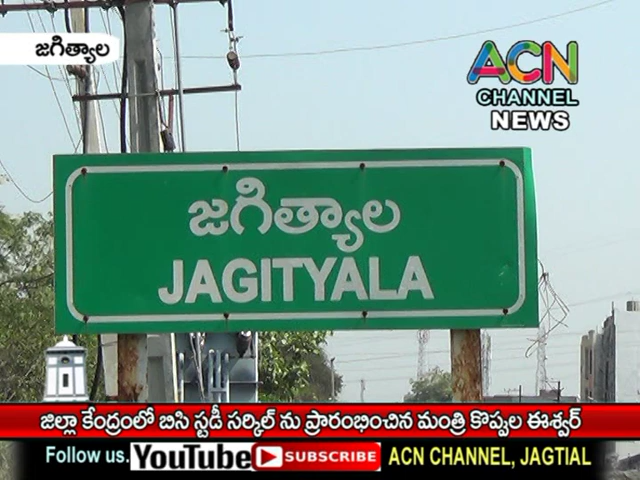 జగిత్యాల
ACN
CHANNEL
NEWS
జగిత్యాల
JAGITYALA
జిల్లా కేంద్రంలో బిసి స్టడీ సర్కిల్ ను ప్రారంభించిన మంత్రి కొప్పుల ఈశ్వర్
Follow us. YouTube SUBSCRIBE ACN CHANNEL, JAGTIAL